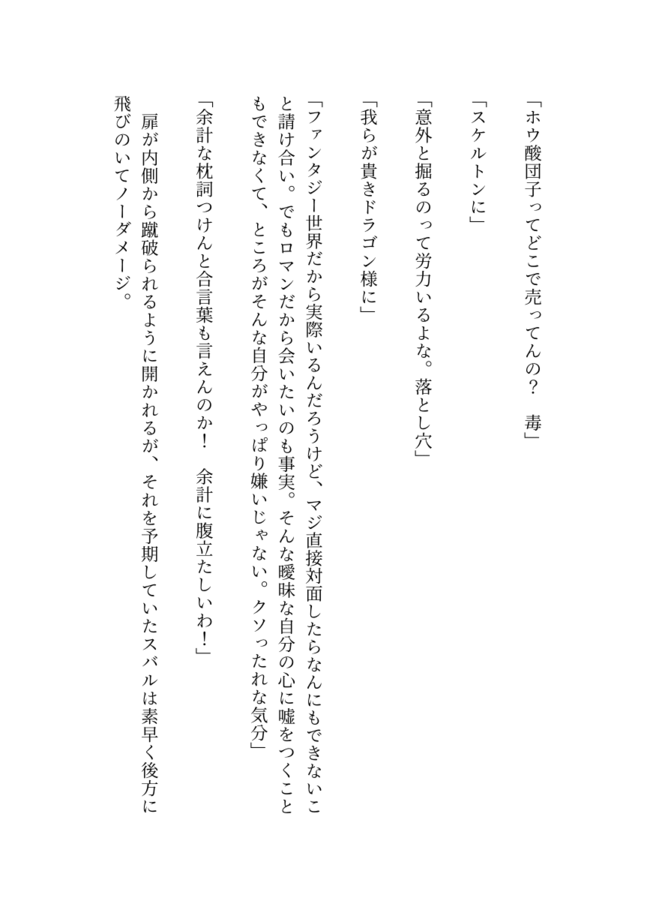 「ホウ酸団子ってどこで売ってんの？　毒」
「スケルトンに」
「意外と掘るのって労力いるよな。落とし穴」
「我らが貴きドラゴン様に」
「ファンタジー世界だから実際いるんだろうけど、マジ直接対面したらなんにもできないこ
と請け合い。でもロマンだから会いたいのも事実。そんな曖昧な自分の心に嘘をつくこと
もできなくて、ところがそんな自分がやっぱり嫌いじゃない。クソったれな気分」
「余計な枕詞つけんと合言葉も言えんのか！　余計に腹立たしいわ！」
　扉が内側から蹴破られるように開かれるが、それを予期していたスバルは素早く後方に
飛びのいてノーダメージ。